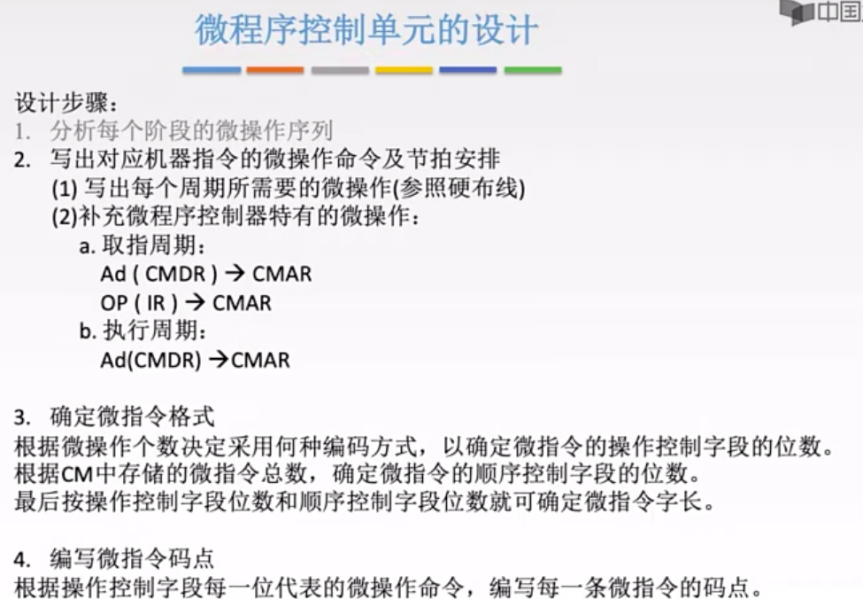 中国
微程序控制单元的设计
设计步骤：
1. 分析每个阶段的微操作序列
2. 写出对应机器指令的微操作命令及节拍安排
(1) 写出每个周期所需要的微操作(参照硬布线)
(2)补充微程序控制器特有的微操作：
a. 取指周期：
Ad ( CMDR ) → CMAR
OP ( IR ) → CMAR
b. 执行周期：
Ad(CMDR) →CMAR
3. 确定微指令格式
根据微操作个数决定采用何种编码方式，以确定微指令的操作控制字段的位数。
根据CM中存储的微指令总数，确定微指令的顺序控制字段的位数。
最后按操作控制字段位数和顺序控制字段位数就可确定微指令字长。
4. 编写微指令码点
根据操作控制字段每一位代表的微操作命令，编写每一条微指令的码点。